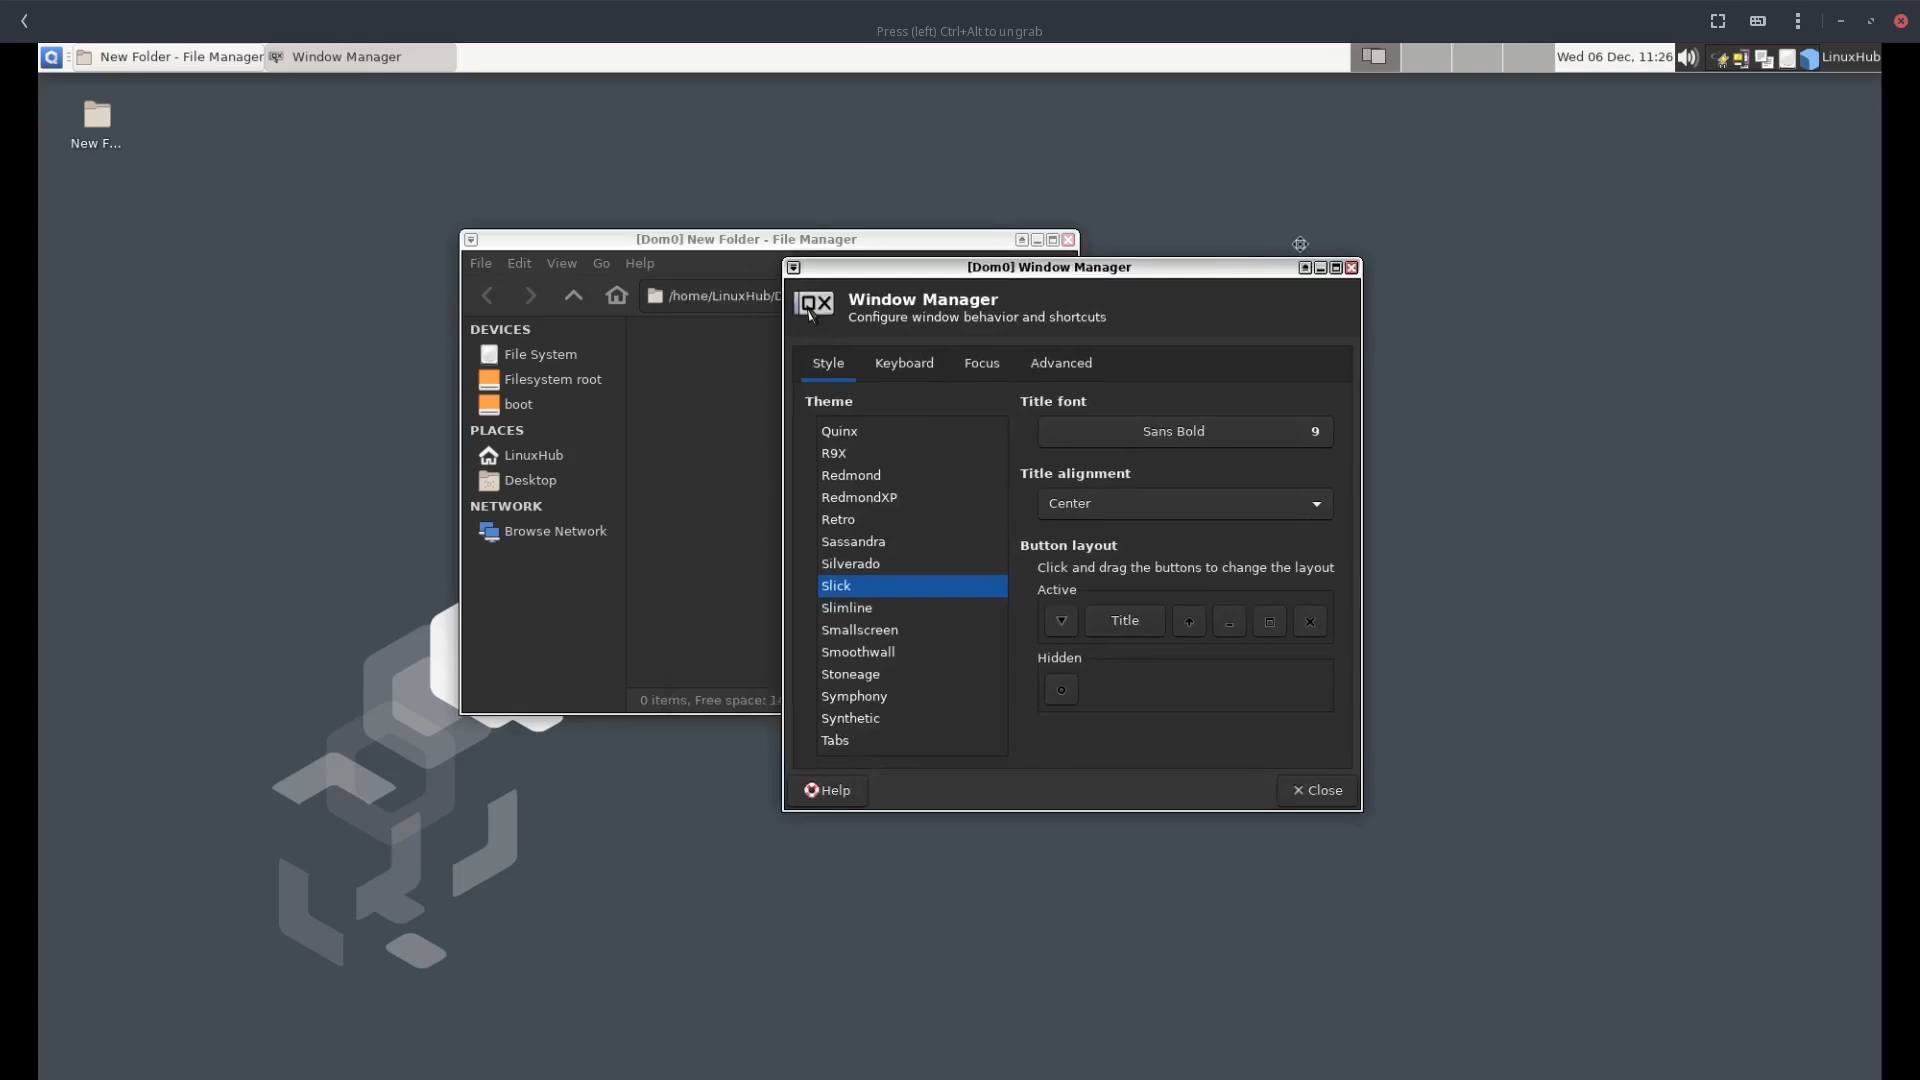 Press (left) Ctrl+Alt to ungrab
New Folder - File Manager
Window Manager
Wed 06 Dec, 11:26
LinuxHub
New F...
[Dom0] New Folder - File Manager
File Edit View Go Help
/home/LinuxHub/D
DEVICES
File System
Filesystem root
boot
PLACES
LinuxHub
Desktop
NETWORK
Browse Network
0 items, Free space: 1
[Dom0] Window Manager
Window Manager
Configure window behavior and shortcuts
Style Keyboard Focus Advanced
Theme
Quinx
R9X
Redmond
RedmondXP
Retro
Sassandra
Silverado
Slick
Slimline
Smallscreen
Smoothwall
Stoneage
Symphony
Synthetic
Tabs
Title font
Sans Bold 9
Title alignment
Center
Button layout
Click and drag the buttons to change the layout
Active
Title
Hidden
Help
Close